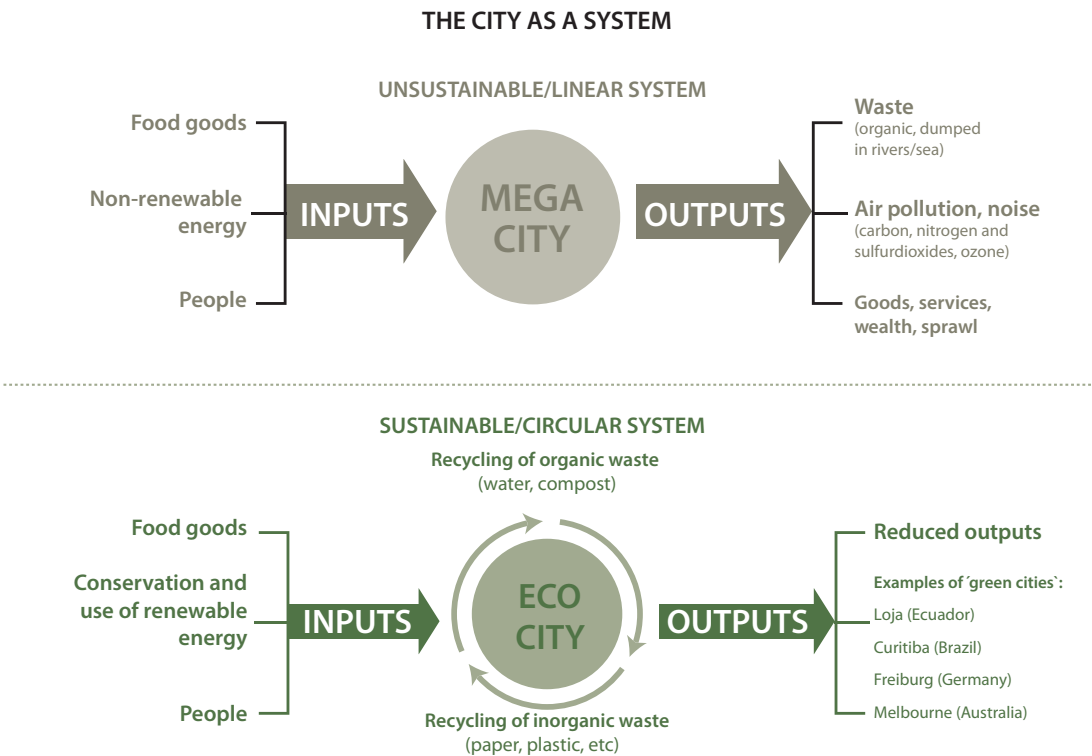 THE CITY AS A SYSTEM
UNSUSTAINABLE/LINEAR SYSTEM
Food goods
Non-renewable
energy
People
INPUTS
MEGA
CITY
OUTPUTS
Waste
(organic, dumped
in rivers/sea)
Air pollution, noise
(carbon, nitrogen and
sulfurdioxides, ozone)
Goods, services,
wealth, sprawl
SUSTAINABLE/CIRCULAR SYSTEM
Recycling of organic waste
(water, compost)
Food goods
Conservation and
use of renewable
energy
People
INPUTS
ECO
CITY
Recycling of inorganic waste
(paper, plastic, etc)
OUTPUTS
Reduced outputs
Examples of ´green cities`:
Loja (Ecuador)
Curitiba (Brazil)
Freiburg (Germany)
Melbourne (Australia)